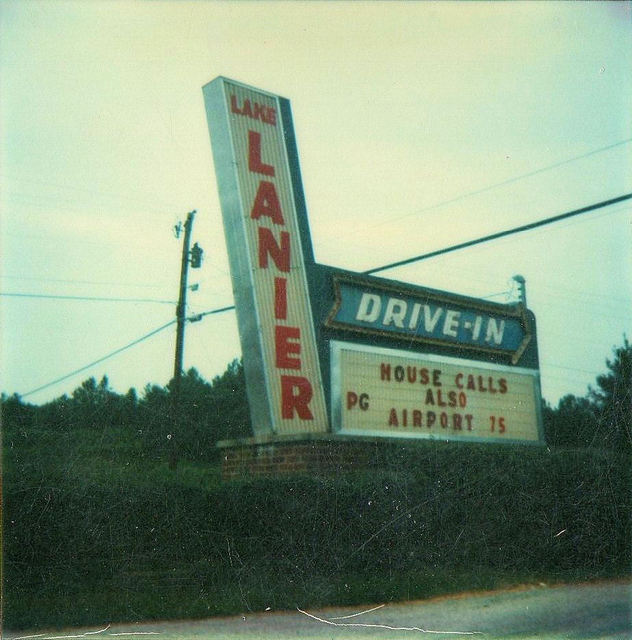 LAKE
LANIER
DRIVE-IN
HOUSE CALLS
PG ALSO
AIRPORT 75